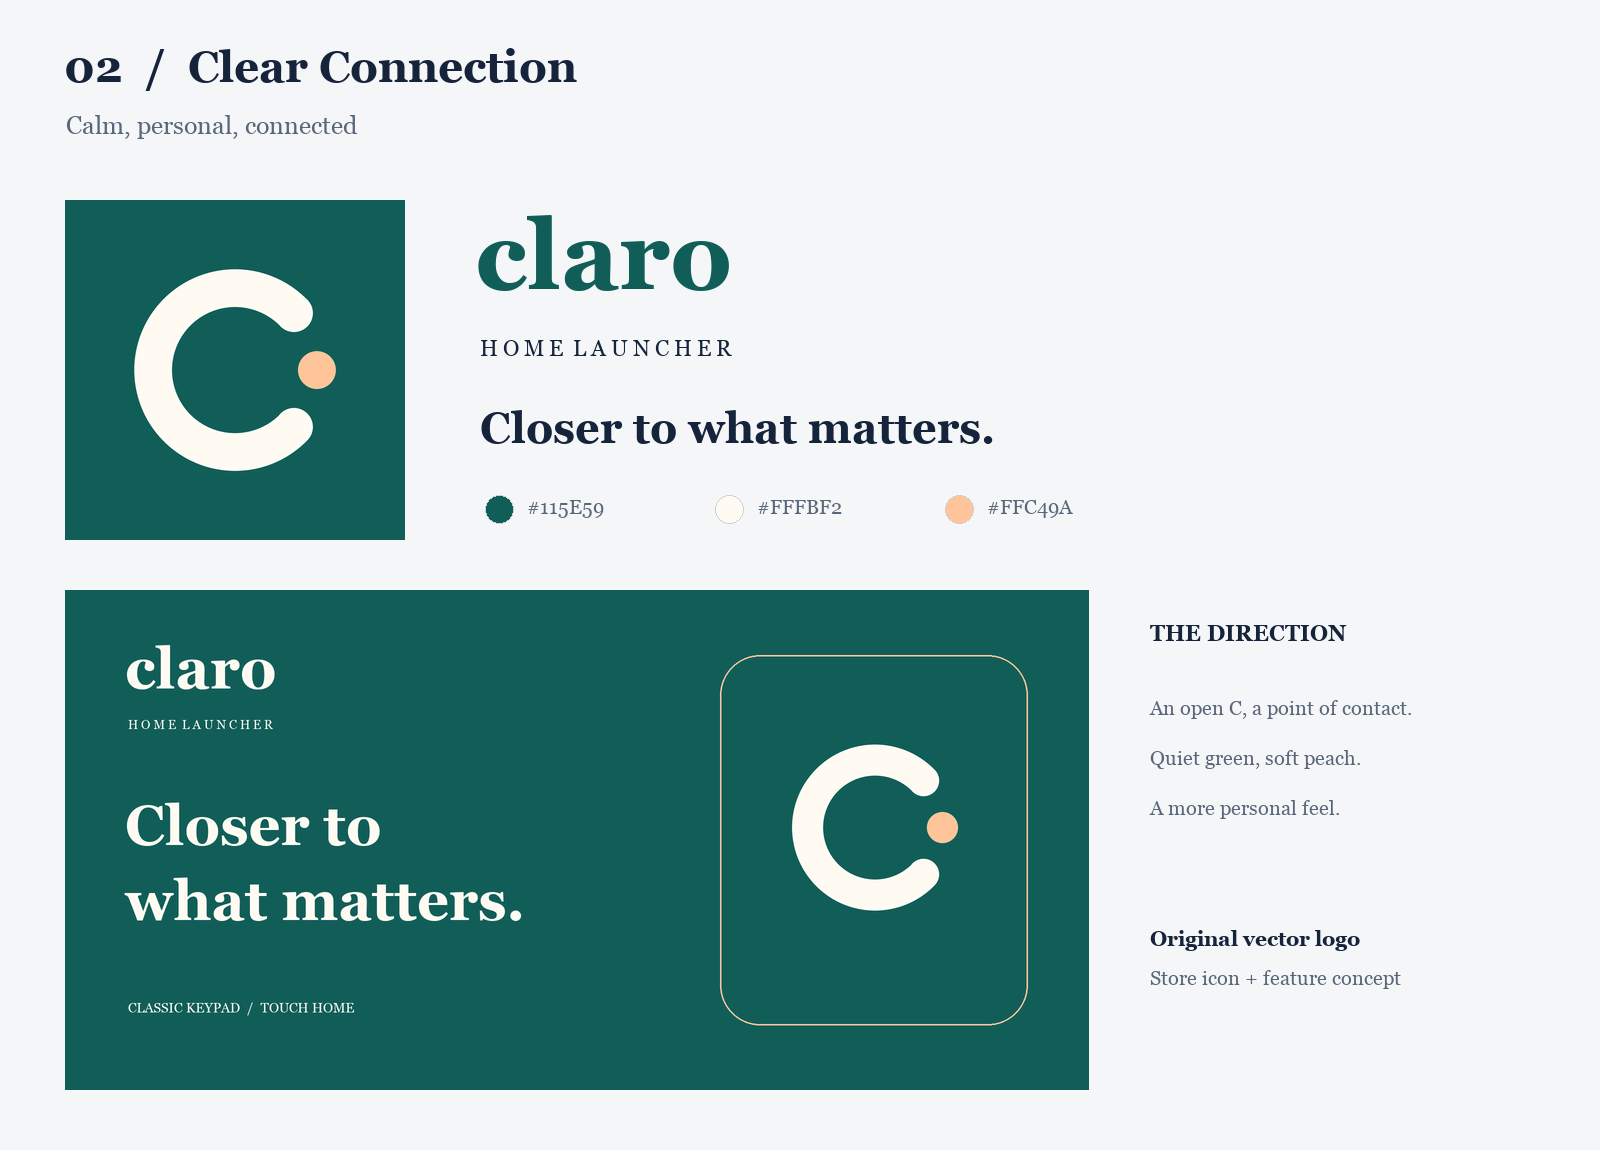 02 / Clear Connection
Calm, personal, connected
claro
HOME LAUNCHER
Closer to what matters.
#115E59
#FFFBF2
#FFC49A
claro
HOME LAUNCHER
Closer to
what matters.
CLASSIC KEYPAD / TOUCH HOME
THE DIRECTION
An open C, a point of contact.
Quiet green, soft peach.
A more personal feel.
Original vector logo
Store icon + feature concept